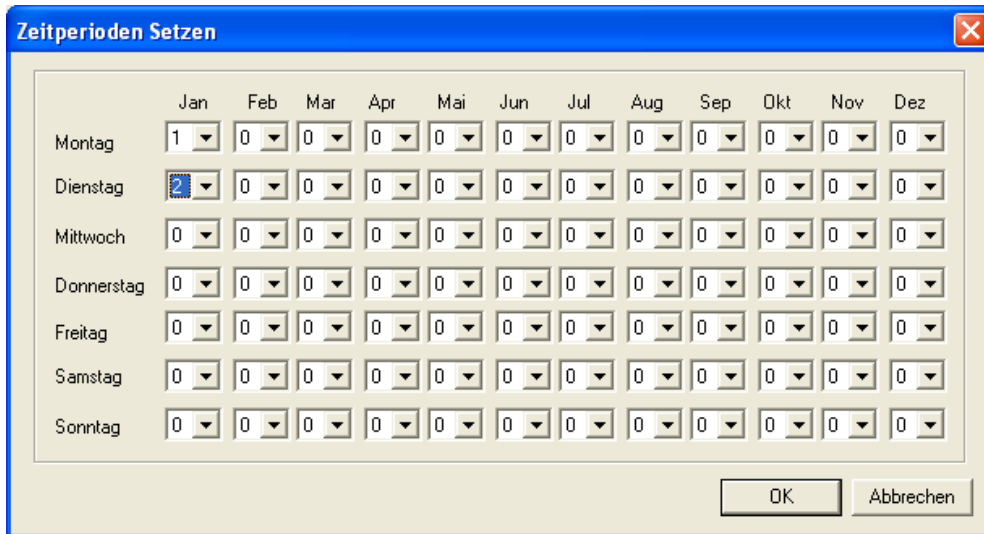 Zeitperioden Setzen
Jan Feb Mar Apr Mai Jun Jul Aug Sep Okt Nov Dez
Montag 1 0 0 0 0 0 0 0 0 0 0 0
Dienstag 2 0 0 0 0 0 0 0 0 0 0 0
Mittwoch 0 0 0 0 0 0 0 0 0 0 0 0
Donnerstag 0 0 0 0 0 0 0 0 0 0 0 0
Freitag 0 0 0 0 0 0 0 0 0 0 0 0
Samstag 0 0 0 0 0 0 0 0 0 0 0 0
Sonntag 0 0 0 0 0 0 0 0 0 0 0 0
OK Abbrechen